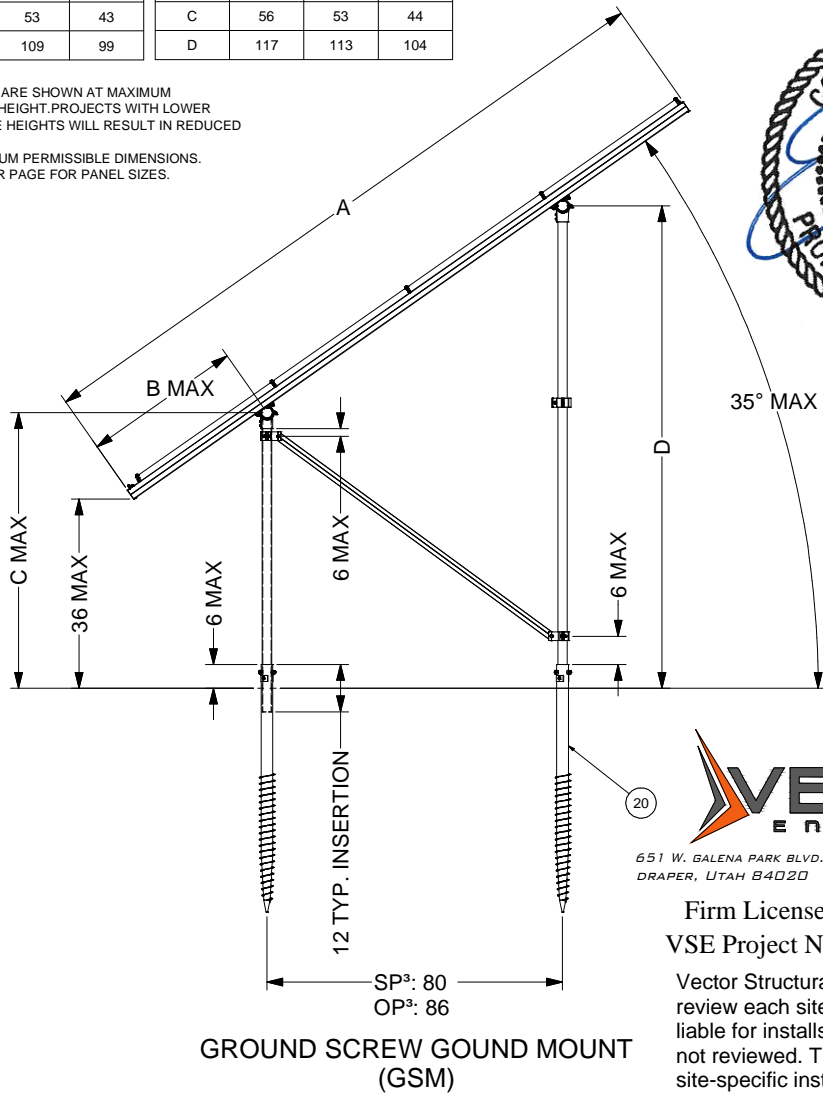 53 43
109 99
C 56 53 44
D 117 113 104
ARE SHOWN AT MAXIMUM
HEIGHT.PROJECTS WITH LOWER
HEIGHTS WILL RESULT IN REDUCED
UM PERMISSIBLE DIMENSIONS.
R PAGE FOR PANEL SIZES.
A
B MAX
35° MAX
D
C MAX
36 MAX
6 MAX
6 MAX
6 MAX
12 TYP. INSERTION
20
SP³: 80
OP³: 86
GROUND SCREW GOUND MOUNT
(GSM)
VE
E N
651 W. GALENA PARK BLVD.
DRAPER, UTAH 84020
Firm License
VSE Project N
Vector Structura
review each site
liable for installs
not reviewed. T
site-specific inst